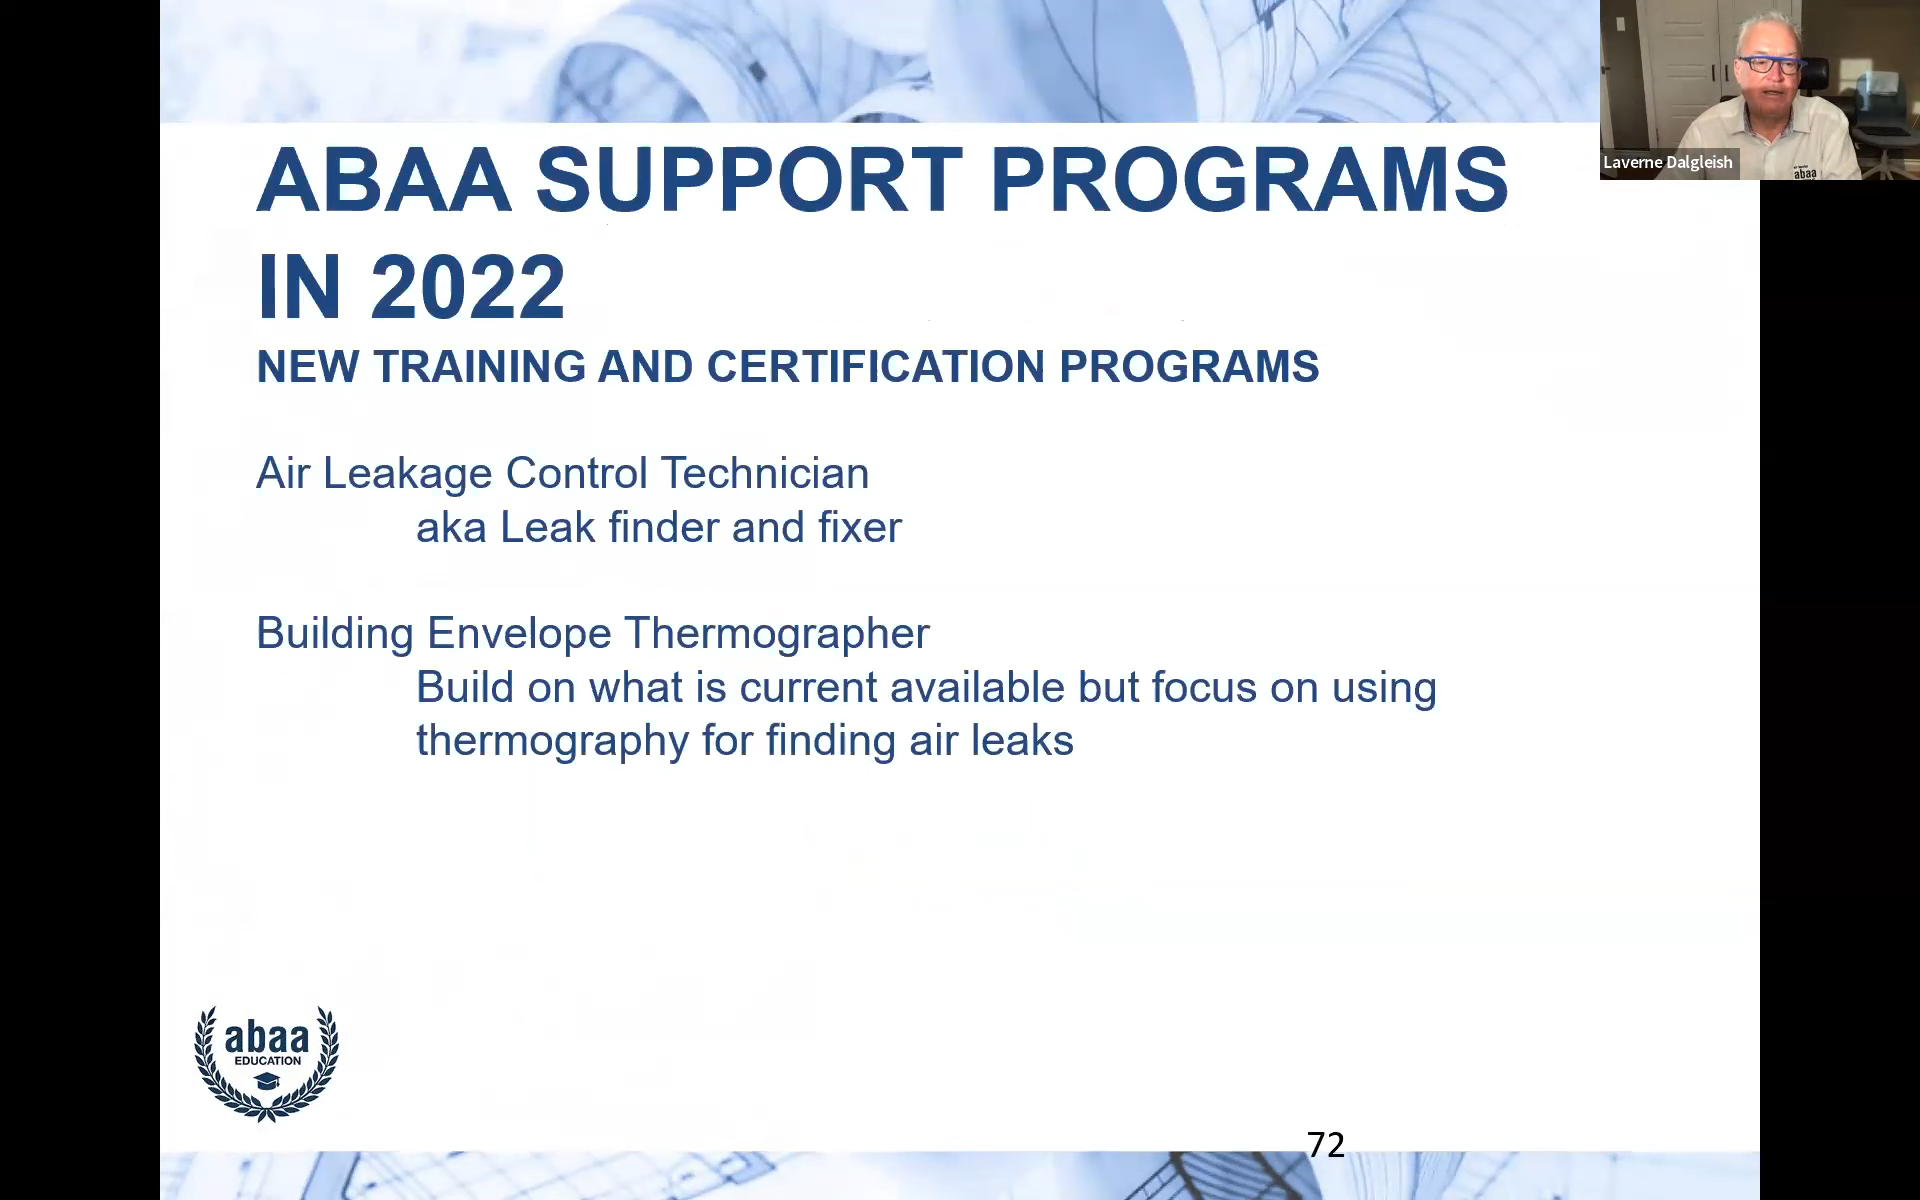 ABAA SUPPORT PROGRAMS
IN 2022
NEW TRAINING AND CERTIFICATION PROGRAMS
Air Leakage Control Technician
aka Leak finder and fixer
Building Envelope Thermographer
Build on what is current available but focus on using
thermography for finding air leaks
abaa
EDUCATION
72
Laverne Dalgleish
abaa